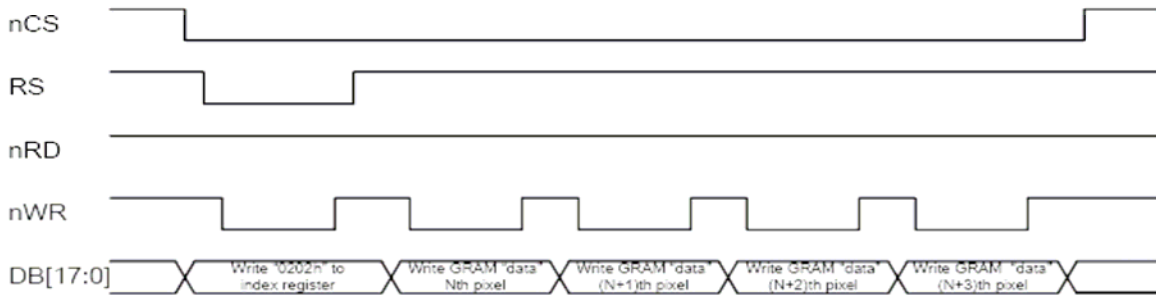 nCS
RS
nRD
nWR
DB[17:0]
Write "0202h" to
index register
Write GRAM "data"
Nth pixel
Write GRAM "data"
(N+1)th pixel
Write GRAM "data"
(N+2)th pixel
Write GRAM "data"
(N+3)th pixel